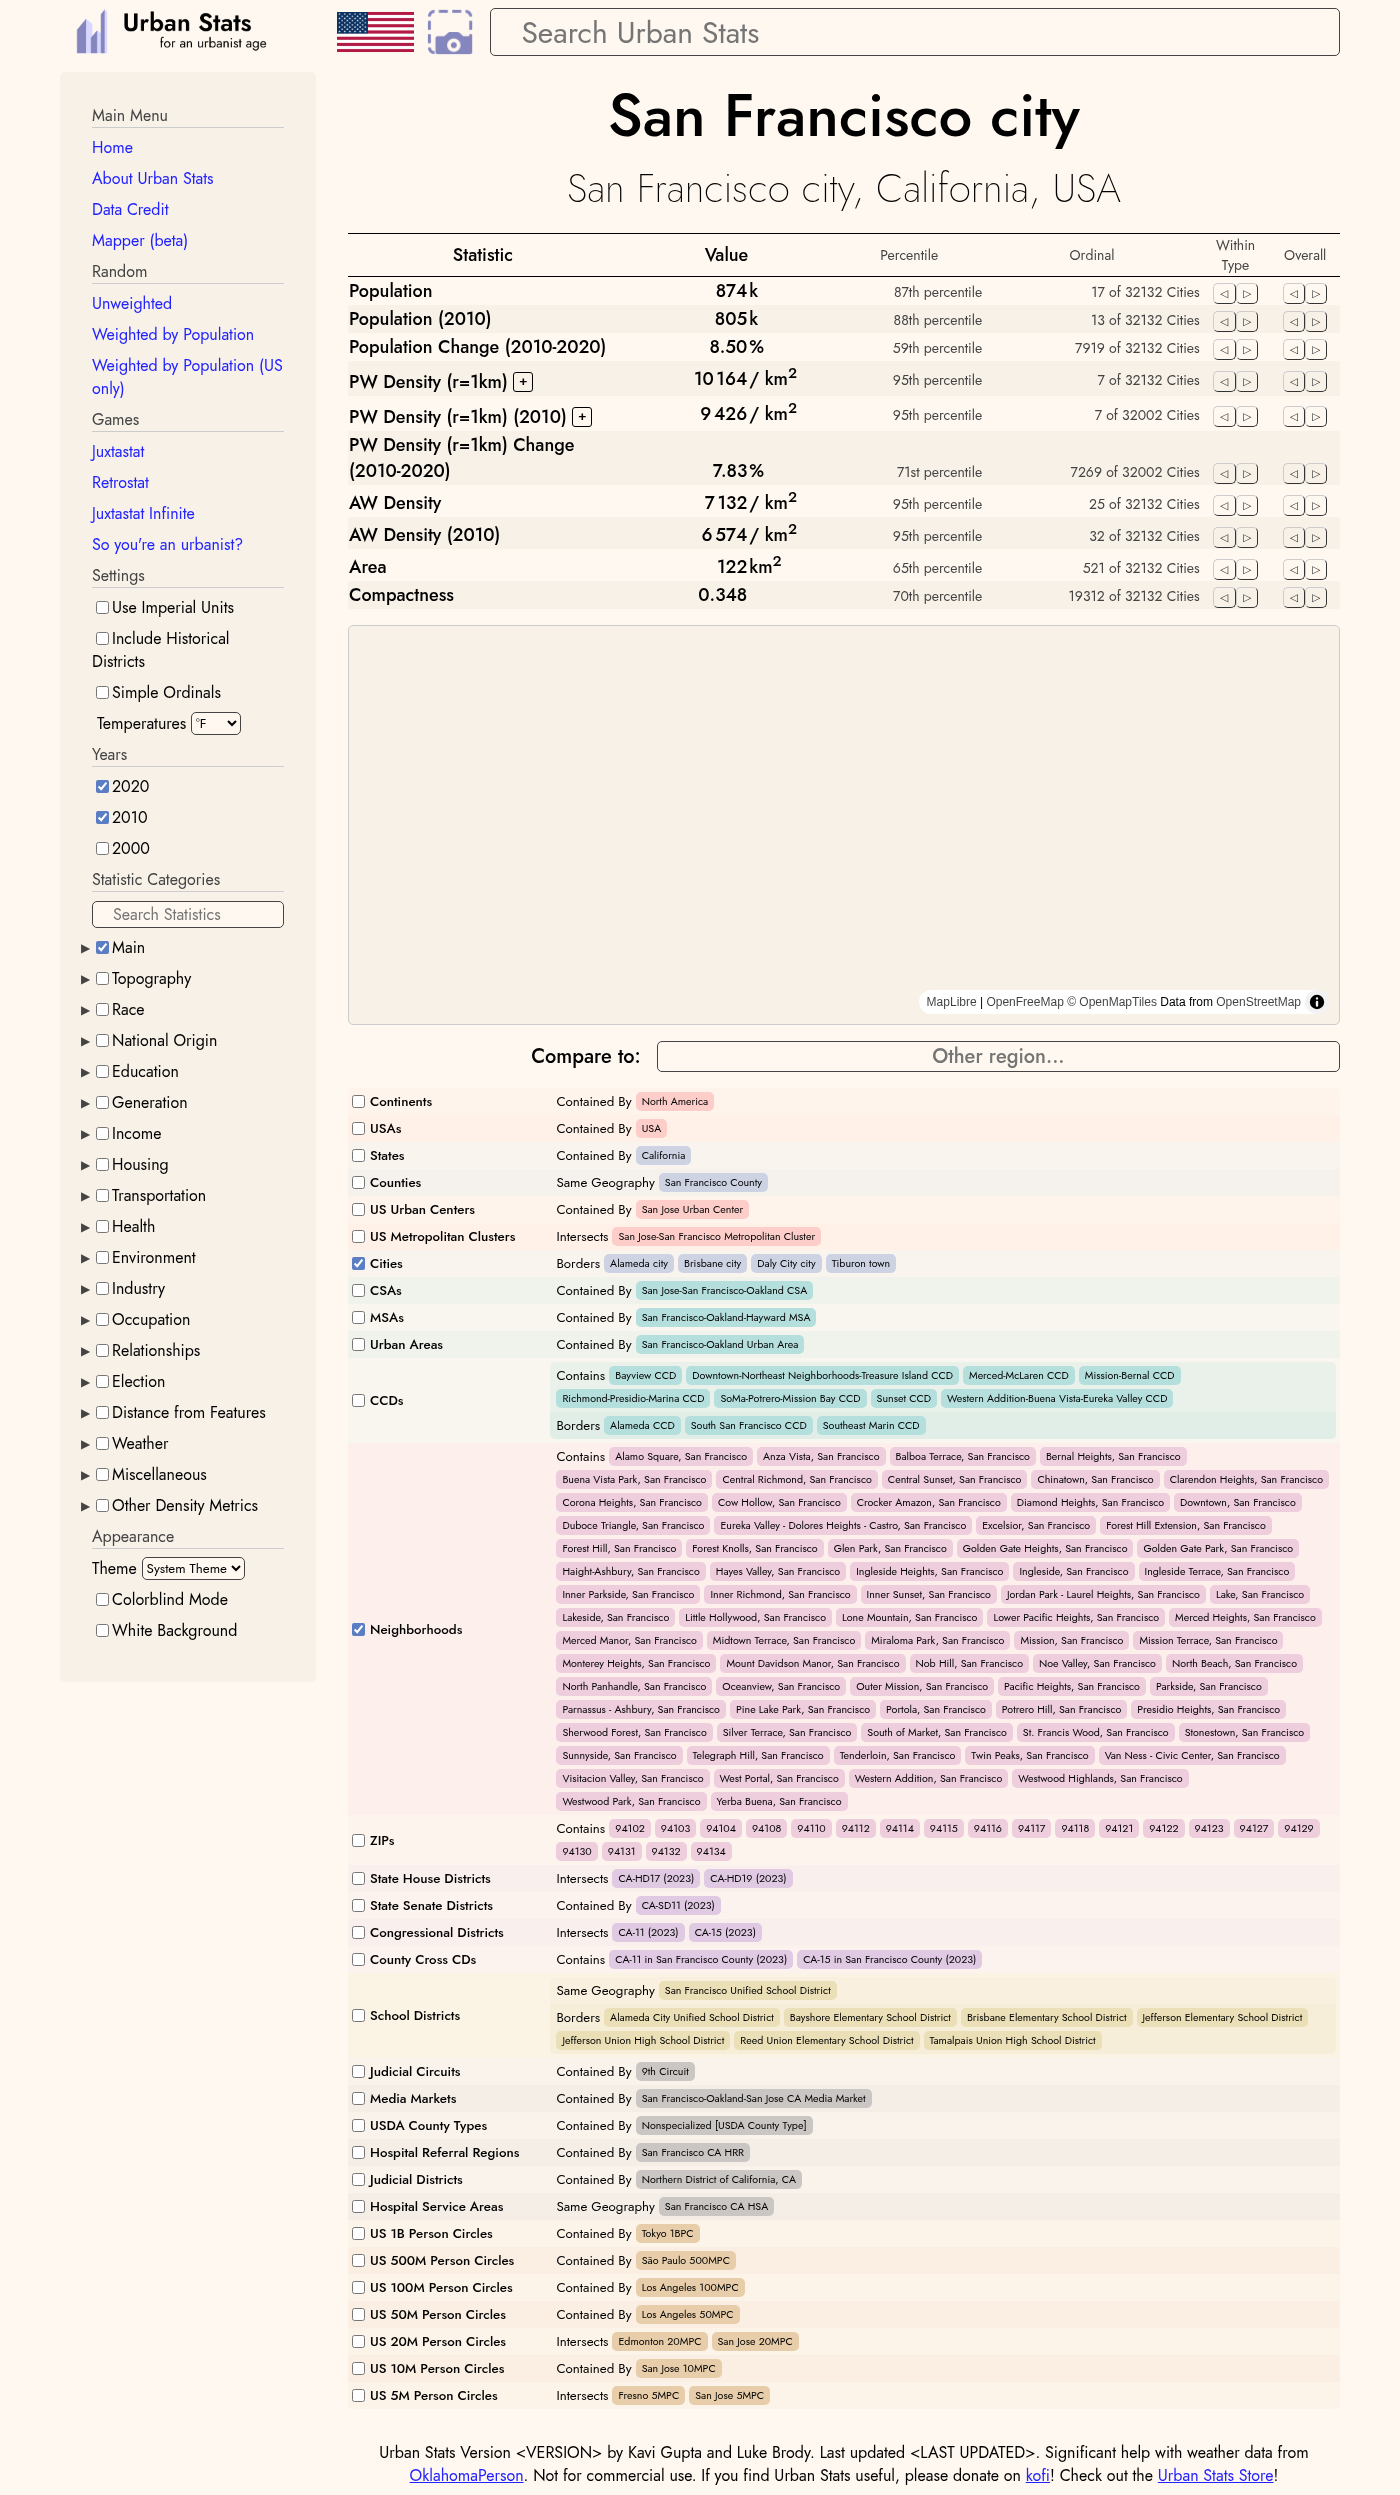 Urban Stats
for an urbanist age
Search Urban Stats
Main Menu
Home
About Urban Stats
Data Credit
Mapper (beta)
Random
Unweighted
Weighted by Population
Weighted by Population (US
only)
Games
Juxtastat
Retrostat
Juxtastat Infinite
So you're an urbanist?
Settings
Use Imperial Units
Include Historical
Districts
Simple Ordinals
Temperatures °F
Years
2020
2010
2000
Statistic Categories
Search Statistics
Main
Topography
Race
National Origin
Education
Generation
Income
Housing
Transportation
Health
Environment
Industry
Occupation
Relationships
Election
Distance from Features
Weather
Miscellaneous
Other Density Metrics
Appearance
Theme System Theme
Colorblind Mode
White Background
San Francisco city
San Francisco city, California, USA
Statistic Value Percentile Ordinal Within Type Overall
Population 874k 87th percentile 17 of 32132 Cities ◁ ▷ ◁ ▷
Population (2010) 805k 88th percentile 13 of 32132 Cities ◁ ▷ ◁ ▷
Population Change (2010-2020) 8.50% 59th percentile 7919 of 32132 Cities ◁ ▷ ◁ ▷
PW Density (r=1km) + 10 164/ km² 95th percentile 7 of 32132 Cities ◁ ▷ ◁ ▷
PW Density (r=1km) (2010) + 9 426/ km² 95th percentile 7 of 32002 Cities ◁ ▷ ◁ ▷
PW Density (r=1km) Change
(2010-2020) 7.83% 71st percentile 7269 of 32002 Cities ◁ ▷ ◁ ▷
AW Density 7 132/ km² 95th percentile 25 of 32132 Cities ◁ ▷ ◁ ▷
AW Density (2010) 6 574/ km² 95th percentile 32 of 32132 Cities ◁ ▷ ◁ ▷
Area 122km² 65th percentile 521 of 32132 Cities ◁ ▷ ◁ ▷
Compactness 0.348 70th percentile 19312 of 32132 Cities ◁ ▷ ◁ ▷
MapLibre | OpenFreeMap © OpenMapTiles Data from OpenStreetMap
Compare to: Other region...
Continents Contained By North America
USAs Contained By USA
States Contained By California
Counties Same Geography San Francisco County
US Urban Centers Contained By San Jose Urban Center
US Metropolitan Clusters Intersects San Jose-San Francisco Metropolitan Cluster
Cities Borders Alameda city Brisbane city Daly City city Tiburon town
CSAs Contained By San Jose-San Francisco-Oakland CSA
MSAs Contained By San Francisco-Oakland-Hayward MSA
Urban Areas Contained By San Francisco-Oakland Urban Area
CCDs Contains Bayview CCD Downtown-Northeast Neighborhoods-Treasure Island CCD Merced-McLaren CCD Mission-Bernal CCD
Richmond-Presidio-Marina CCD SoMa-Potrero-Mission Bay CCD Sunset CCD Western Addition-Buena Vista-Eureka Valley CCD
Borders Alameda CCD South San Francisco CCD Southeast Marin CCD
Neighborhoods Contains Alamo Square, San Francisco Anza Vista, San Francisco Balboa Terrace, San Francisco Bernal Heights, San Francisco
Buena Vista Park, San Francisco Central Richmond, San Francisco Central Sunset, San Francisco Chinatown, San Francisco Clarendon Heights, San Francisco
Corona Heights, San Francisco Cow Hollow, San Francisco Crocker Amazon, San Francisco Diamond Heights, San Francisco Downtown, San Francisco
Duboce Triangle, San Francisco Eureka Valley - Dolores Heights - Castro, San Francisco Excelsior, San Francisco Forest Hill Extension, San Francisco
Forest Hill, San Francisco Forest Knolls, San Francisco Glen Park, San Francisco Golden Gate Heights, San Francisco Golden Gate Park, San Francisco
Haight-Ashbury, San Francisco Hayes Valley, San Francisco Ingleside Heights, San Francisco Ingleside, San Francisco Ingleside Terrace, San Francisco
Inner Parkside, San Francisco Inner Richmond, San Francisco Inner Sunset, San Francisco Jordan Park - Laurel Heights, San Francisco Lake, San Francisco
Lakeside, San Francisco Little Hollywood, San Francisco Lone Mountain, San Francisco Lower Pacific Heights, San Francisco Merced Heights, San Francisco
Merced Manor, San Francisco Midtown Terrace, San Francisco Miraloma Park, San Francisco Mission, San Francisco Mission Terrace, San Francisco
Monterey Heights, San Francisco Mount Davidson Manor, San Francisco Nob Hill, San Francisco Noe Valley, San Francisco North Beach, San Francisco
North Panhandle, San Francisco Oceanview, San Francisco Outer Mission, San Francisco Pacific Heights, San Francisco Parkside, San Francisco
Parnassus - Ashbury, San Francisco Pine Lake Park, San Francisco Portola, San Francisco Potrero Hill, San Francisco Presidio Heights, San Francisco
Sherwood Forest, San Francisco Silver Terrace, San Francisco South of Market, San Francisco St. Francis Wood, San Francisco Stonestown, San Francisco
Sunnyside, San Francisco Telegraph Hill, San Francisco Tenderloin, San Francisco Twin Peaks, San Francisco Van Ness - Civic Center, San Francisco
Visitacion Valley, San Francisco West Portal, San Francisco Western Addition, San Francisco Westwood Highlands, San Francisco
Westwood Park, San Francisco Yerba Buena, San Francisco
ZIPs Contains 94102 94103 94104 94108 94110 94112 94114 94115 94116 94117 94118 94121 94122 94123 94127 94129
94130 94131 94132 94134
State House Districts Intersects CA-HD17 (2023) CA-HD19 (2023)
State Senate Districts Contained By CA-SD11 (2023)
Congressional Districts Intersects CA-11 (2023) CA-15 (2023)
County Cross CDs Contains CA-11 in San Francisco County (2023) CA-15 in San Francisco County (2023)
School Districts Same Geography San Francisco Unified School District
Borders Alameda City Unified School District Bayshore Elementary School District Brisbane Elementary School District Jefferson Elementary School District
Jefferson Union High School District Reed Union Elementary School District Tamalpais Union High School District
Judicial Circuits Contained By 9th Circuit
Media Markets Contained By San Francisco-Oakland-San Jose CA Media Market
USDA County Types Contained By Nonspecialized [USDA County Type]
Hospital Referral Regions Contained By San Francisco CA HRR
Judicial Districts Contained By Northern District of California, CA
Hospital Service Areas Same Geography San Francisco CA HSA
US 1B Person Circles Contained By Tokyo 1BPC
US 500M Person Circles Contained By São Paulo 500MPC
US 100M Person Circles Contained By Los Angeles 100MPC
US 50M Person Circles Contained By Los Angeles 50MPC
US 20M Person Circles Intersects Edmonton 20MPC San Jose 20MPC
US 10M Person Circles Contained By San Jose 10MPC
US 5M Person Circles Intersects Fresno 5MPC San Jose 5MPC
Urban Stats Version <VERSION> by Kavi Gupta and Luke Brody. Last updated <LAST UPDATED>. Significant help with weather data from
OklahomaPerson. Not for commercial use. If you find Urban Stats useful, please donate on kofi! Check out the Urban Stats Store!